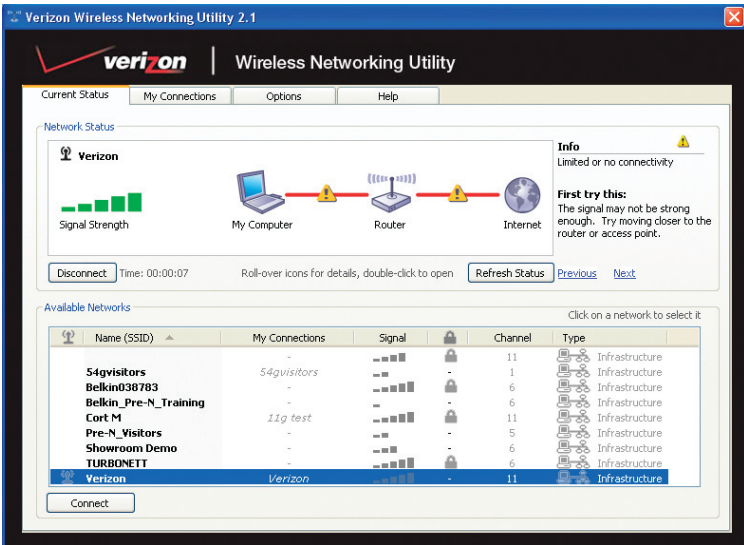 Verizon Wireless Networking Utility 2.1
verizon | Wireless Networking Utility
Current Status My Connections Options Help
Network Status
Verizon
Signal Strength
My Computer
Router
Internet
Info
Limited or no connectivity
First try this:
The signal may not be strong
enough. Try moving closer to the
router or access point.
Disconnect Time: 00:00:07 Roll-over icons for details, double-click to open Refresh Status Previous Next
Available Networks
Click on a network to select it
Name (SSID) My Connections Signal Channel Type
- 11 Infrastructure
54gvisitors 54gvisitors - 1 Infrastructure
Belkin038783 - 6 Infrastructure
Belkin_Pre-N_Training - - 6 Infrastructure
Cort M 11g test 11 Infrastructure
Pre-N_Visitors - - 5 Infrastructure
Showroom Demo - - 6 Infrastructure
TURBONETT - 6 Infrastructure
Verizon Verizon - 11 Infrastructure
Connect